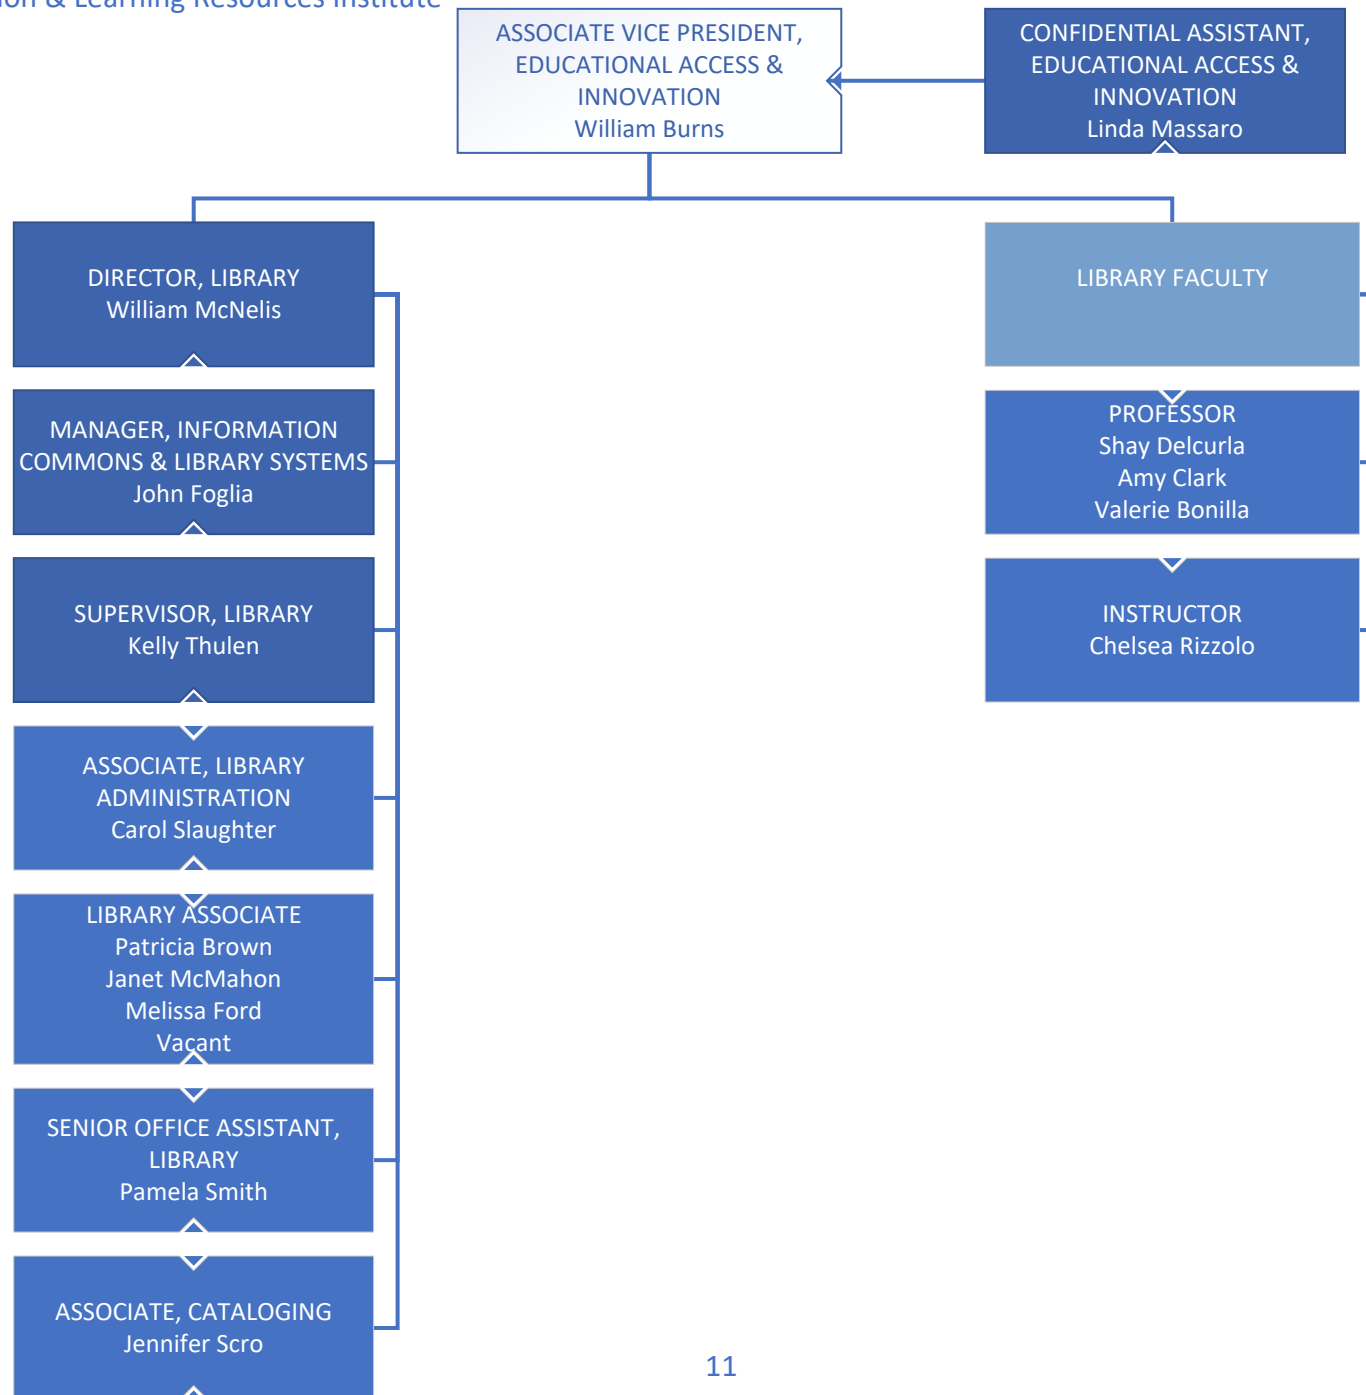 & Learning Resources Institute
ASSOCIATE VICE PRESIDENT,
EDUCATIONAL ACCESS &
INNOVATION
William Burns
CONFIDENTIAL ASSISTANT,
EDUCATIONAL ACCESS &
INNOVATION
Linda Massaro
DIRECTOR, LIBRARY
William McNelis
MANAGER, INFORMATION
COMMONS & LIBRARY SYSTEMS
John Foglia
SUPERVISOR, LIBRARY
Kelly Thulen
ASSOCIATE, LIBRARY
ADMINISTRATION
Carol Slaughter
LIBRARY ASSOCIATE
Patricia Brown
Janet McMahon
Melissa Ford
Vacant
SENIOR OFFICE ASSISTANT,
LIBRARY
Pamela Smith
ASSOCIATE, CATALOGING
Jennifer Scro
LIBRARY FACULTY
PROFESSOR
Shay Delcurla
Amy Clark
Valerie Bonilla
INSTRUCTOR
Chelsea Rizzolo
11